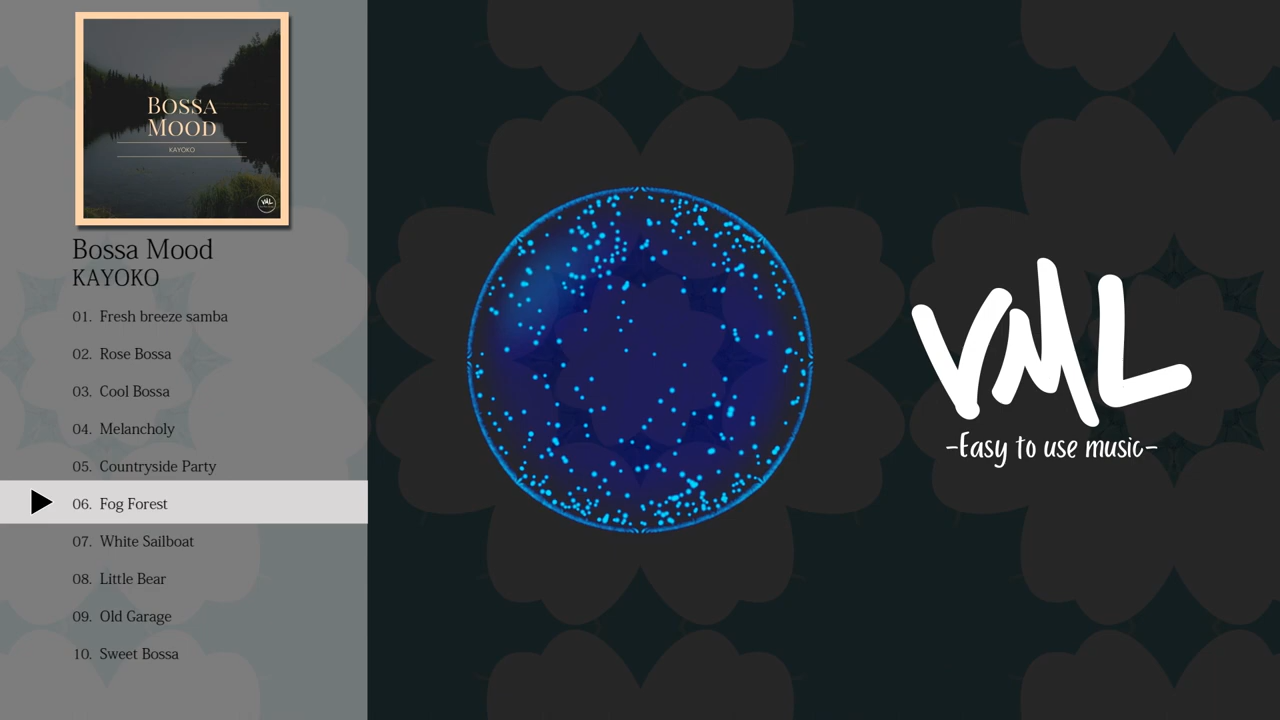 BOSSA
MOOD
KAYOKO
VML
Bossa Mood
KAYOKO
01. Fresh breeze samba
02. Rose Bossa
03. Cool Bossa
04. Melancholy
05. Countryside Party
06. Fog Forest
07. White Sailboat
08. Little Bear
09. Old Garage
10. Sweet Bossa
VML
-Easy to use music-